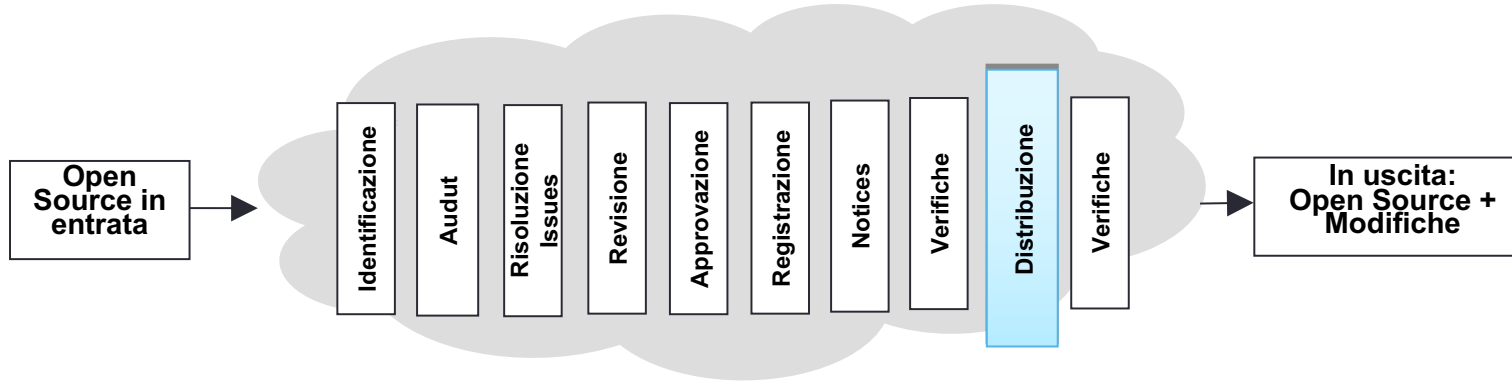 Open
Source in
entrata
Identificazione
Audut
Risoluzione
Issues
Revisione
Approvazione
Registrazione
Notices
Verifiche
Distribuzione
Verifiche
In uscita:
Open Source +
Modifiche